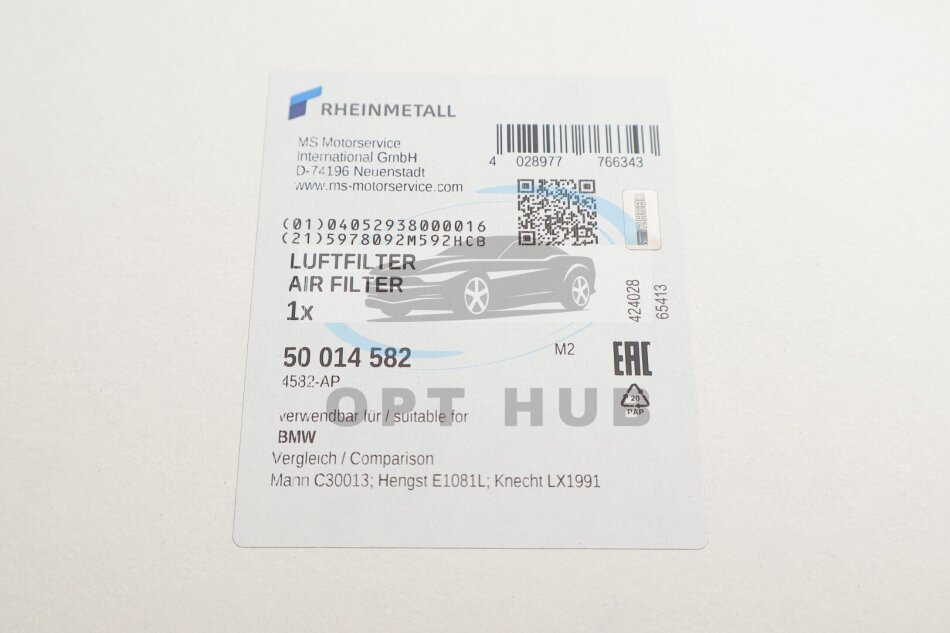 RHEINMETALL
MS Motorservice
International GmbH
D-74196 Neuenstadt
www.ms-motorservice.com
4 028977 766343
(01)04052938000016
(21)5978092M592HCB
LUFTFILTER
AIR FILTER
1x
424028
65413
50 014 582
M2
EAC
4582-AP
20
PAP
OPT HUB
verwendbar für / suitable for
BMW
Vergleich / Comparison
Mann C30013; Hengst E1081L; Knecht LX1991